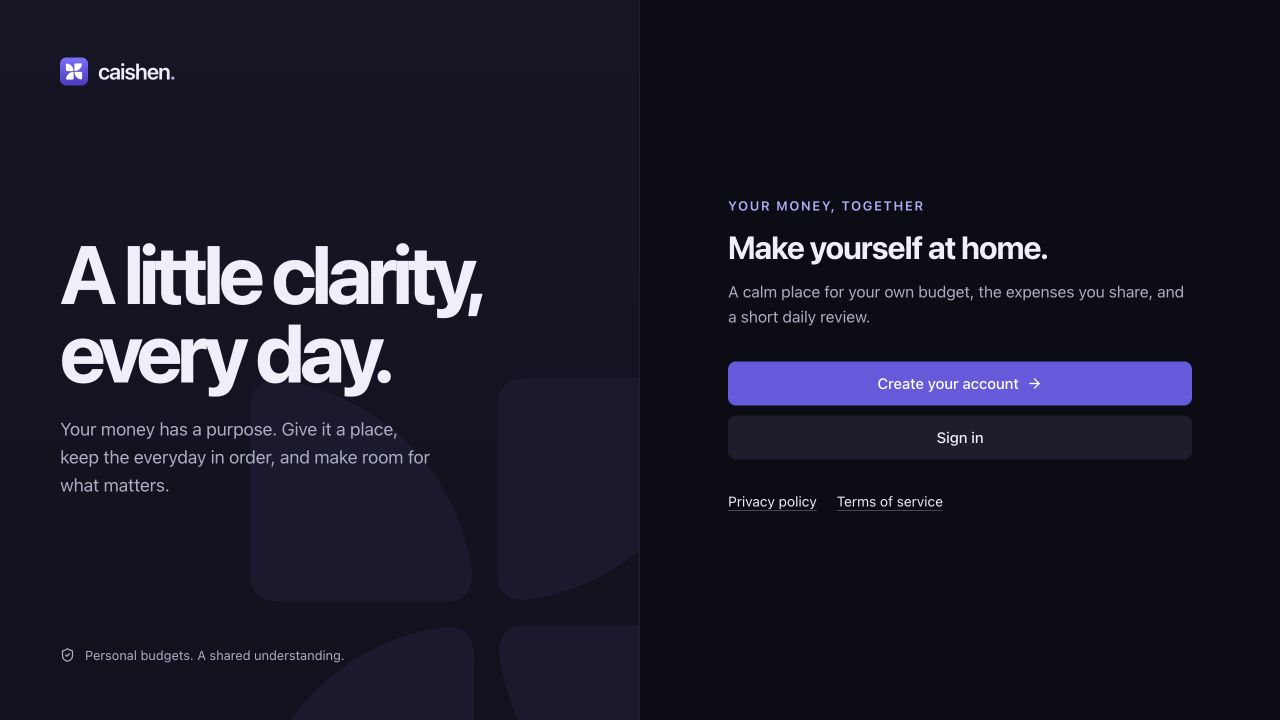 caishen.
A little clarity,
every day.
Your money has a purpose. Give it a place,
keep the everyday in order, and make room for
what matters.
Personal budgets. A shared understanding.
YOUR MONEY, TOGETHER
Make yourself at home.
A calm place for your own budget, the expenses you share, and
a short daily review.
Create your account →
Sign in
Privacy policy Terms of service